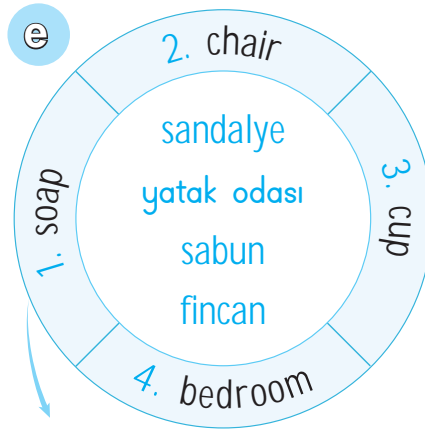 e
1. soap
2. chair
3. cup
4. bedroom
sandalye
yatak odası
sabun
fincan